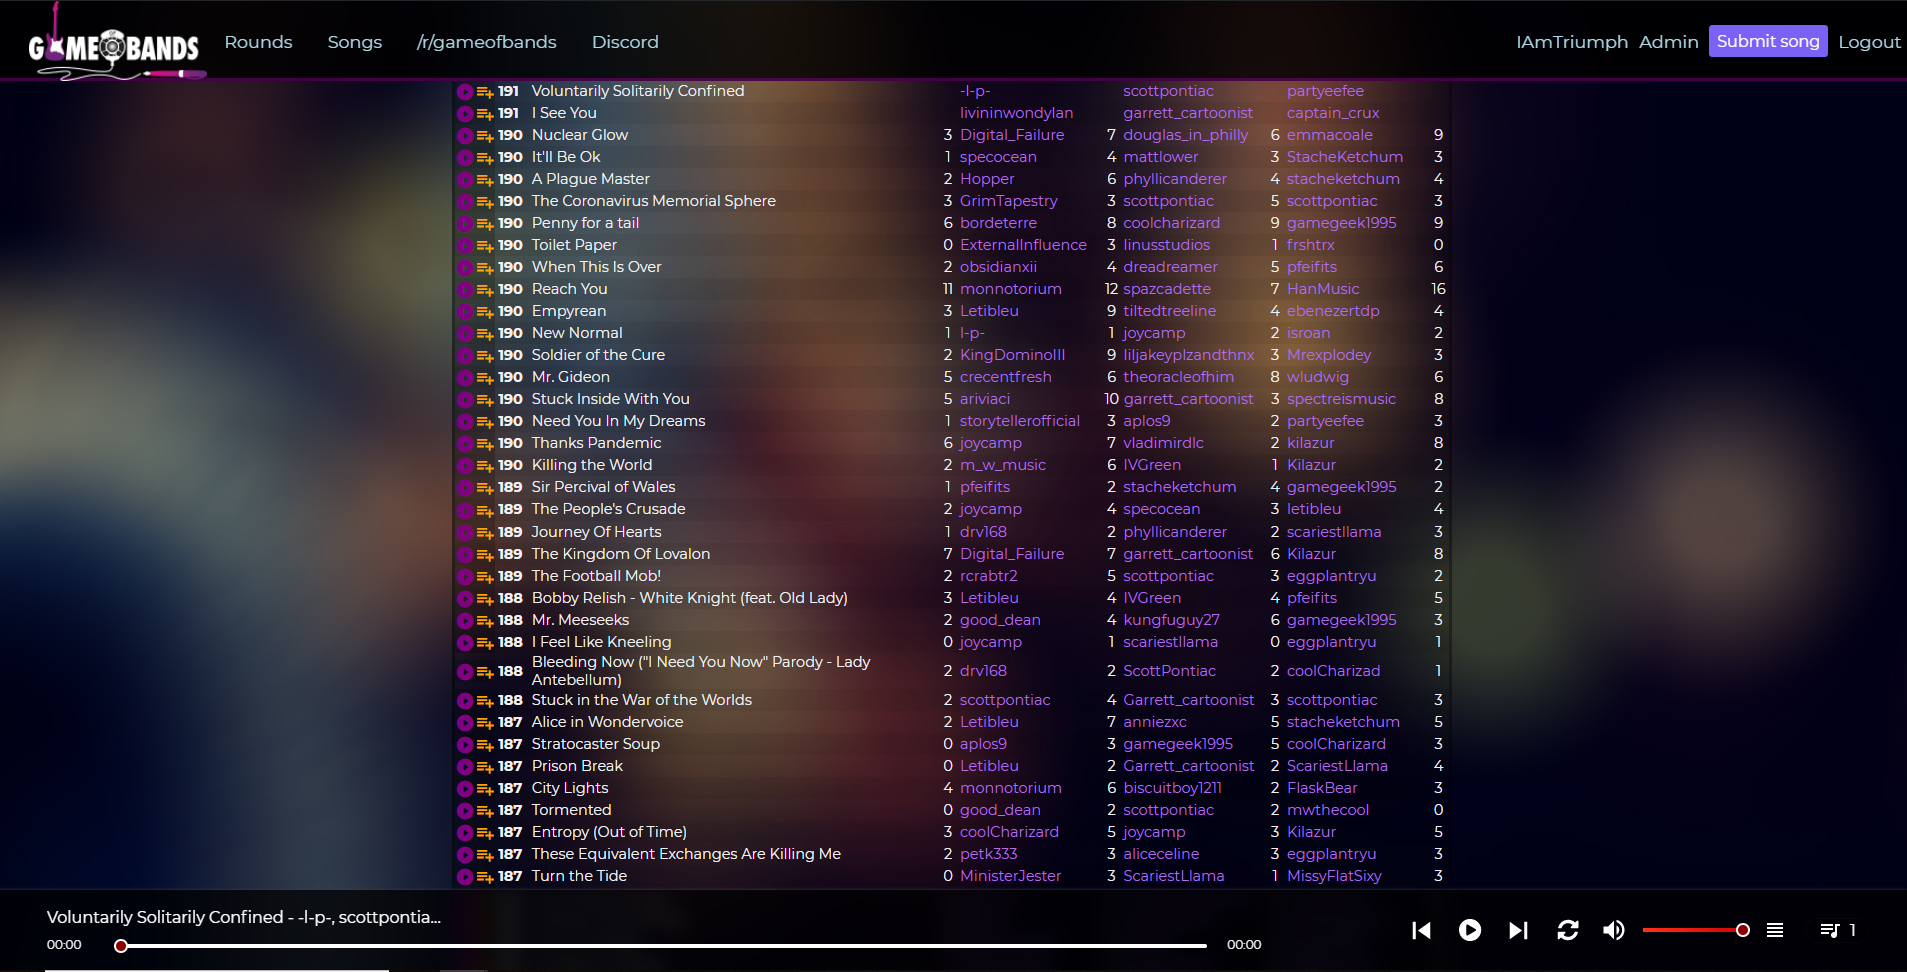 GAME OF BANDS Rounds Songs /r/gameofbands Discord IAmTriumph Admin Submit song Logout
191 Voluntarily Solitarily Confined -l-p- scottpontiac partyeefee
191 I See You livininwondylan garrett_cartoonist captain_crux
190 Nuclear Glow 3 Digital_Failure 7 douglas_in_philly 6 emmacoale 9
190 It'll Be Ok 1 specocean 4 mattlower 3 StacheKetchum 3
190 A Plague Master 2 Hopper 6 phyllicanderer 4 stacheketchum 4
190 The Coronavirus Memorial Sphere 3 GrimTapestry 3 scottpontiac 5 scottpontiac 3
190 Penny for a tail 6 bordeterre 8 coolcharizard 9 gamegeek1995 9
190 Toilet Paper 0 ExternalInfluence 3 linusstudios 1 frshtrx 0
190 When This Is Over 2 obsidianxii 4 dreadreamer 5 pfeifits 6
190 Reach You 11 monnotorium 12 spazcadette 7 HanMusic 16
190 Empyrean 3 Letibleu 9 tiltedtreeline 4 ebenezertdp 4
190 New Normal 1 l-p- 1 joycamp 2 isroan 2
190 Soldier of the Cure 2 KingDominoIII 9 liljakeyplzandthnx 3 Mrexplodey 3
190 Mr. Gideon 5 crecentfresh 6 theoracleofhim 8 wludwig 6
190 Stuck Inside With You 5 ariviaci 10 garrett_cartoonist 3 spectreismusic 8
190 Need You In My Dreams 1 storytellerofficial 3 aplos9 2 partyeefee 3
190 Thanks Pandemic 6 joycamp 7 vladimirdlc 2 kilazur 8
190 Killing the World 2 m_w_music 6 IVGreen 1 Kilazur 2
189 Sir Percival of Wales 1 pfeifits 2 stacheketchum 4 gamegeek1995 2
189 The People's Crusade 2 joycamp 4 specocean 3 letibleu 4
189 Journey Of Hearts 1 drv168 2 phyllicanderer 2 scariestllama 3
189 The Kingdom Of Lovalon 7 Digital_Failure 7 garrett_cartoonist 6 Kilazur 8
189 The Football Mob! 2 rcrabtr2 5 scottpontiac 3 eggplantryu 2
188 Bobby Relish - White Knight (feat. Old Lady) 3 Letibleu 4 IVGreen 4 pfeifits 5
188 Mr. Meeseeks 2 good_dean 4 kungfuguy27 6 gamegeek1995 3
188 I Feel Like Kneeling 0 joycamp 1 scariestllama 0 eggplantryu 1
188 Bleeding Now ("I Need You Now" Parody - Lady
Antebellum) 2 drv168 2 ScottPontiac 2 coolCharizad 1
188 Stuck in the War of the Worlds 2 scottpontiac 4 Garrett_cartoonist 3 scottpontiac 3
187 Alice in Wondervoice 2 Letibleu 7 anniezxc 5 stacheketchum 5
187 Stratocaster Soup 0 aplos9 3 gamegeek1995 5 coolCharizard 3
187 Prison Break 0 Letibleu 2 Garrett_cartoonist 2 ScariestLlama 4
187 City Lights 4 monnotorium 6 biscuitboy1211 2 FlaskBear 3
187 Tormented 0 good_dean 2 scottpontiac 2 mwthecool 0
187 Entropy (Out of Time) 3 coolCharizard 5 joycamp 3 Kilazur 5
187 These Equivalent Exchanges Are Killing Me 2 petk333 3 aliceceline 3 eggplantryu 3
187 Turn the Tide 0 MinisterJester 3 ScariestLlama 1 MissyFlatSixy 3
Voluntarily Solitarily Confined - -l-p-, scottpontia...
00:00 00:00 1